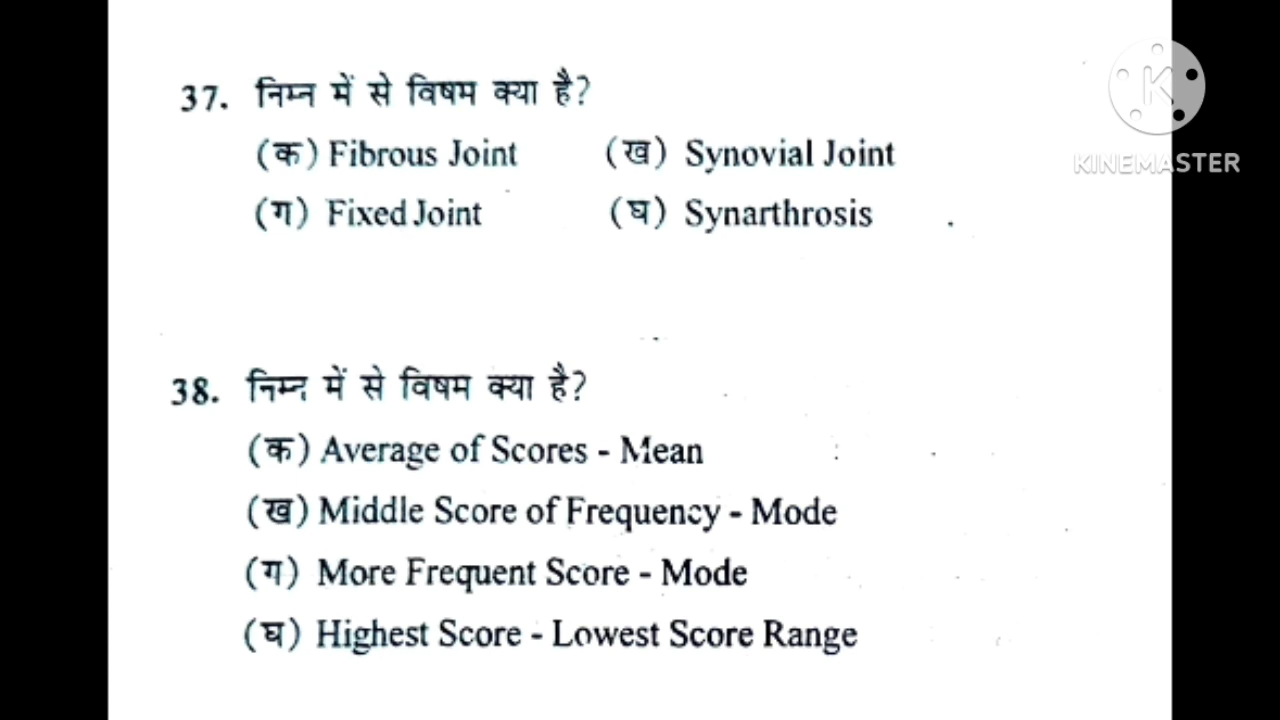 37. निम्न में से विषम क्या है?
(क) Fibrous Joint (ख) Synovial Joint
(ग) Fixed Joint (घ) Synarthrosis
38. निम्न में से विषम क्या है?
(क) Average of Scores - Mean
(ख) Middle Score of Frequency - Mode
(ग) More Frequent Score - Mode
(घ) Highest Score - Lowest Score Range
K
KINEMASTER